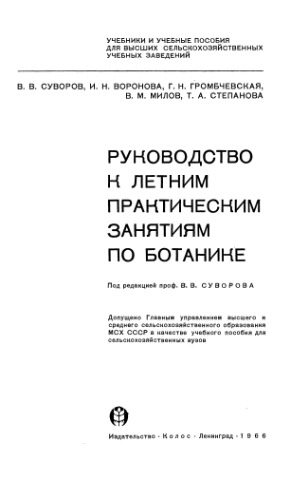 УЧЕБНИКИ И УЧЕБНЫЕ ПОСОБИЯ
ДЛЯ ВЫСШИХ СЕЛЬСКОХОЗЯЙСТВЕННЫХ
УЧЕБНЫХ ЗАВЕДЕНИЙ
В. В. СУВОРОВ, И. Н. ВОРОНОВА, Г. Н. ГРОМБЧЕВСКАЯ,
В. М. МИЛОВ, Т. А. СТЕПАНОВА
РУКОВОДСТВО
К ЛЕТНИМ
ПРАКТИЧЕСКИМ
ЗАНЯТИЯМ
ПО БОТАНИКЕ
Под редакцией проф. В. В. СУВОРОВА
Допущено Главным управлением высшего и
среднего сельскохозяйственного образования
МСХ СССР в качестве учебного пособия для
сельскохозяйственных вузов
Издательство · Колос · Ленинград · 1966